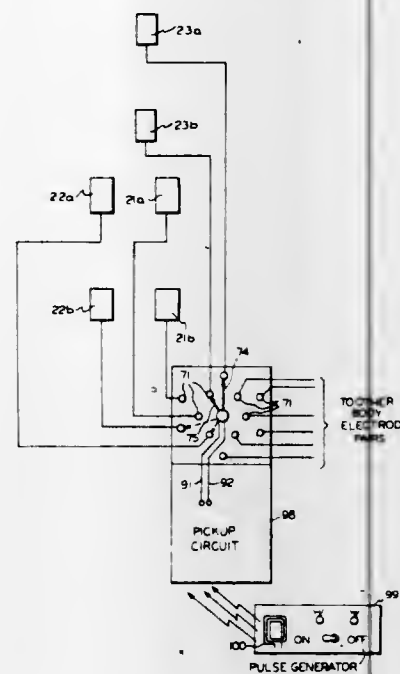 23a
23b
22a
21a
22b
21b
74
71
71
75
TO OTHER
BODY
ELECTROD
PAIRS
91
92
PICKUP
CIRCUIT
98
99
100
ON
OFF
PULSE GENERATOR